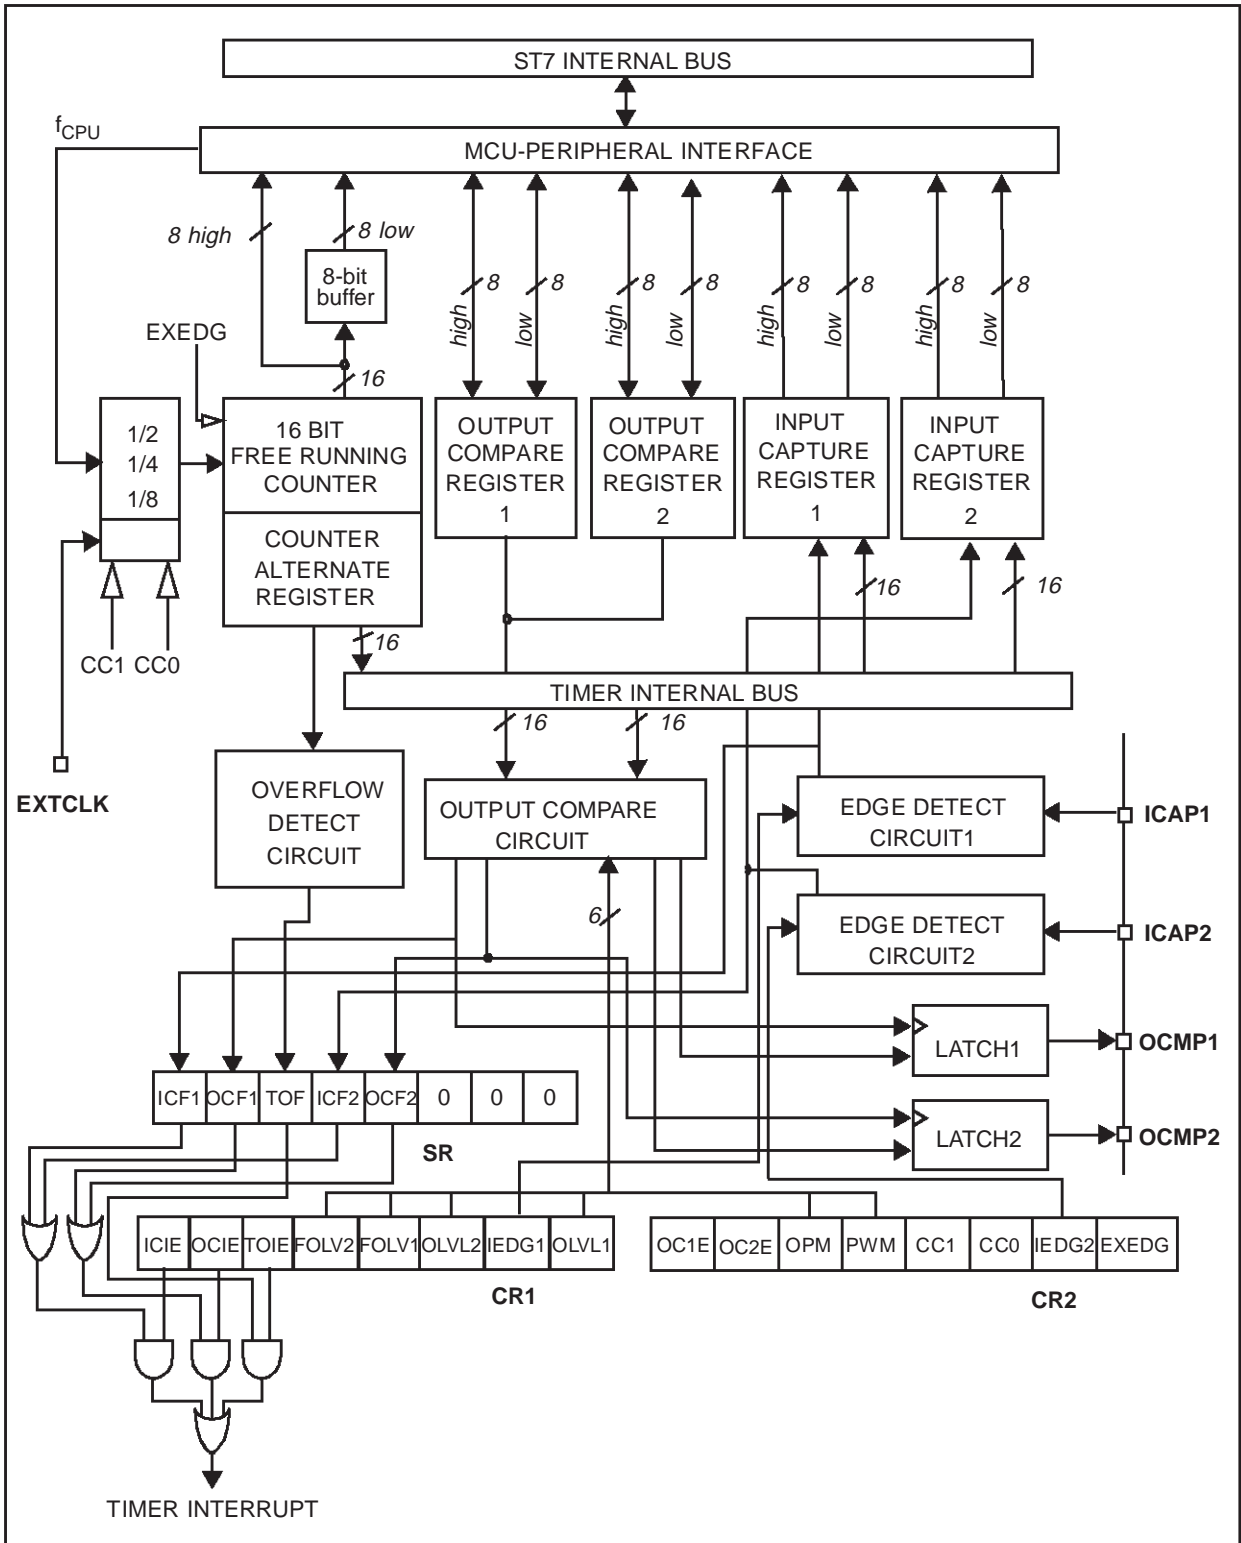 ST7 INTERNAL BUS
fCPU
MCU-PERIPHERAL INTERFACE
8 high
8 low
8-bit
buffer
8
8
8
8
8
8
8
8
high
low
high
low
high
low
high
low
EXEDG
16
1/2
1/4
1/8
16 BIT
FREE RUNNING
COUNTER
OUTPUT
COMPARE
REGISTER
1
OUTPUT
COMPARE
REGISTER
2
INPUT
CAPTURE
REGISTER
1
INPUT
CAPTURE
REGISTER
2
COUNTER
ALTERNATE
REGISTER
16
16
16
CC1 CC0
TIMER INTERNAL BUS
16
16
EXTCLK
OVERFLOW
DETECT
CIRCUIT
OUTPUT COMPARE
CIRCUIT
EDGE DETECT
CIRCUIT1
ICAP1
6
EDGE DETECT
CIRCUIT2
ICAP2
LATCH1
OCMP1
ICF1 OCF1 TOF ICF2 OCF2 0 0 0
SR
LATCH2
OCMP2
ICIE OCIE TOIE FOLV2 FOLV1 OLVL2 IEDG1 OLVL1
CR1
OC1E OC2E OPM PWM CC1 CC0 IEDG2 EXEDG
CR2
TIMER INTERRUPT